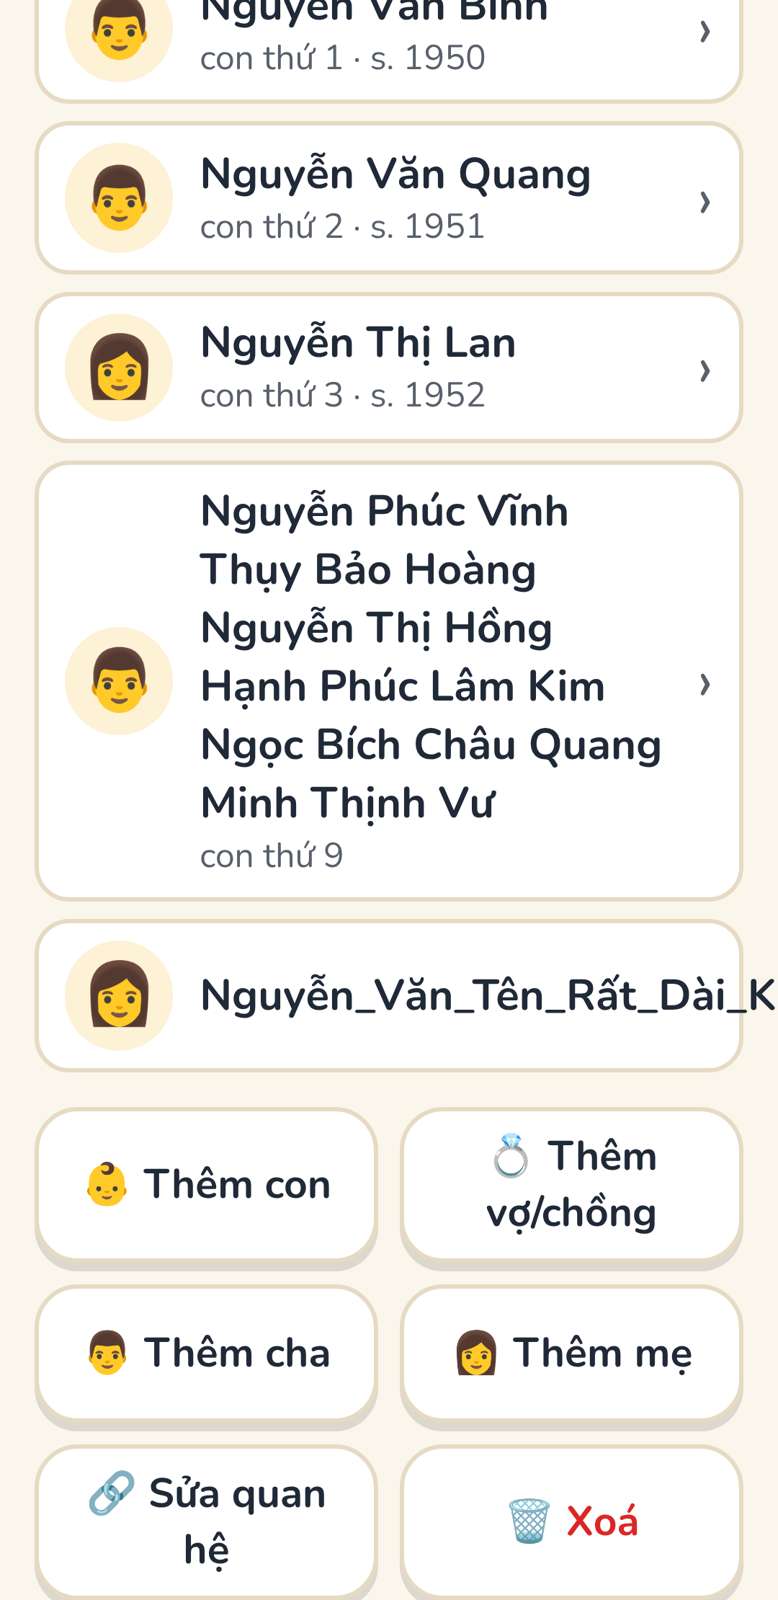 Nguyễn Văn Bình
con thứ 1 · s. 1950
Nguyễn Văn Quang
con thứ 2 · s. 1951
Nguyễn Thị Lan
con thứ 3 · s. 1952
Nguyễn Phúc Vĩnh
Thụy Bảo Hoàng
Nguyễn Thị Hồng
Hạnh Phúc Lâm Kim
Ngọc Bích Châu Quang
Minh Thịnh Vư
con thứ 9
Nguyễn_Văn_Tên_Rất_Dài_K
Thêm con
Thêm
vợ/chồng
Thêm cha
Thêm mẹ
Sửa quan
hệ
Xoá